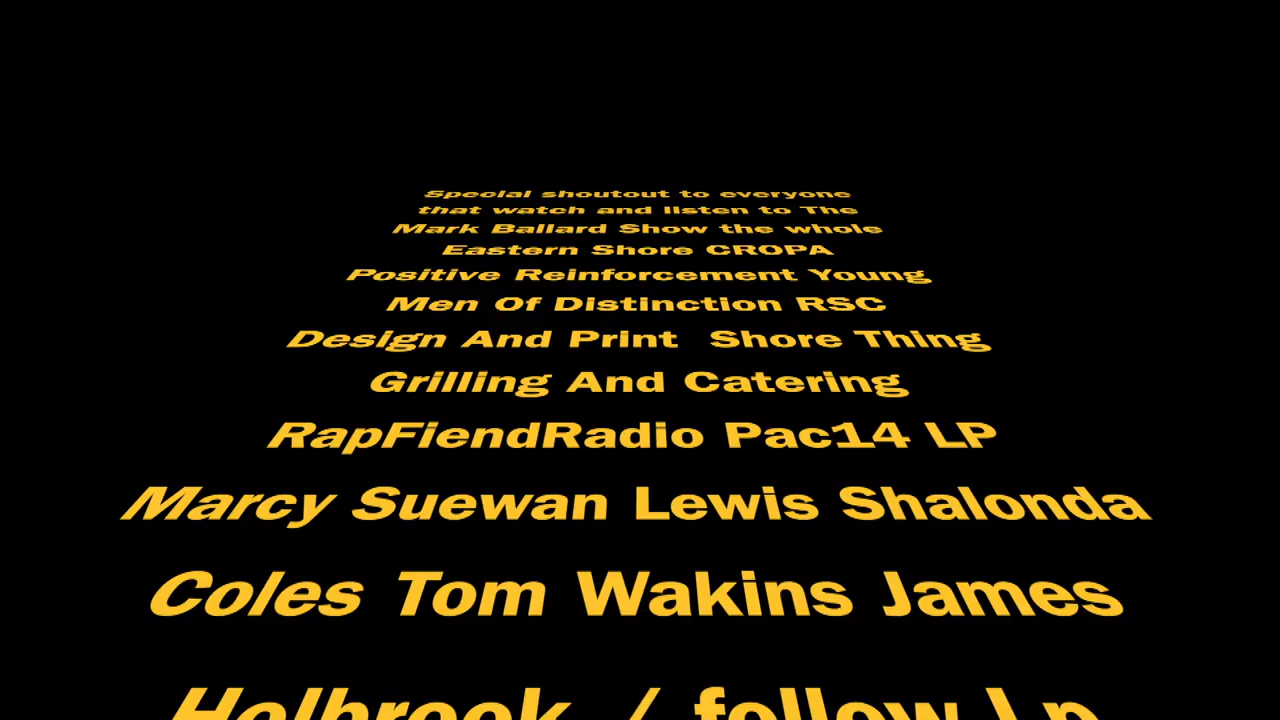 Special shoutout to everyone
that watch and listen to The
Mark Ballard Show the whole
Eastern Shore CROPA
Positive Reinforcement Young
Men Of Distinction RSC
Design And Print Shore Thing
Grilling And Catering
RapFiendRadio Pac14 LP
Marcy Suewan Lewis Shalonda
Coles Tom Wakins James
Holbrook / follow Lp